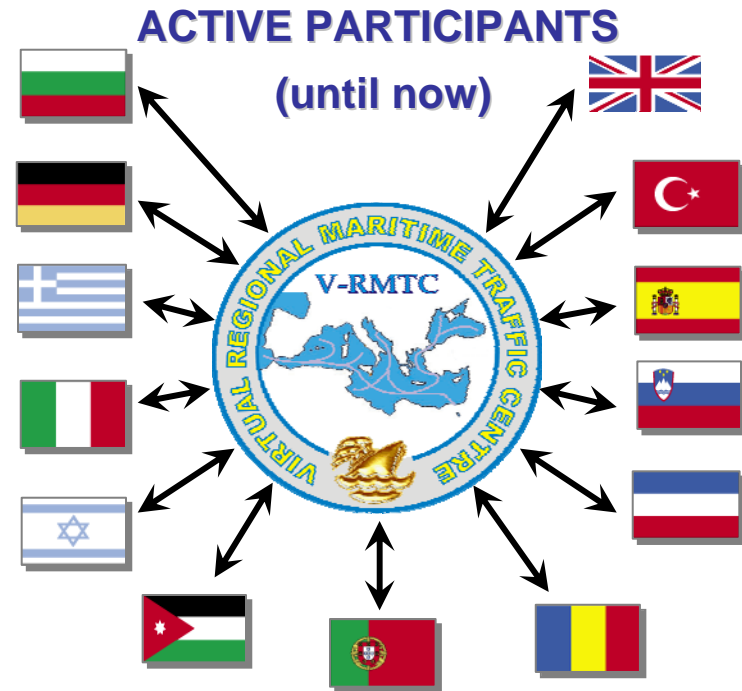 ACTIVE PARTICIPANTS
(until now)
VIRTUAL REGIONAL MARITIME TRAFFIC CENTRE
V-RMTC